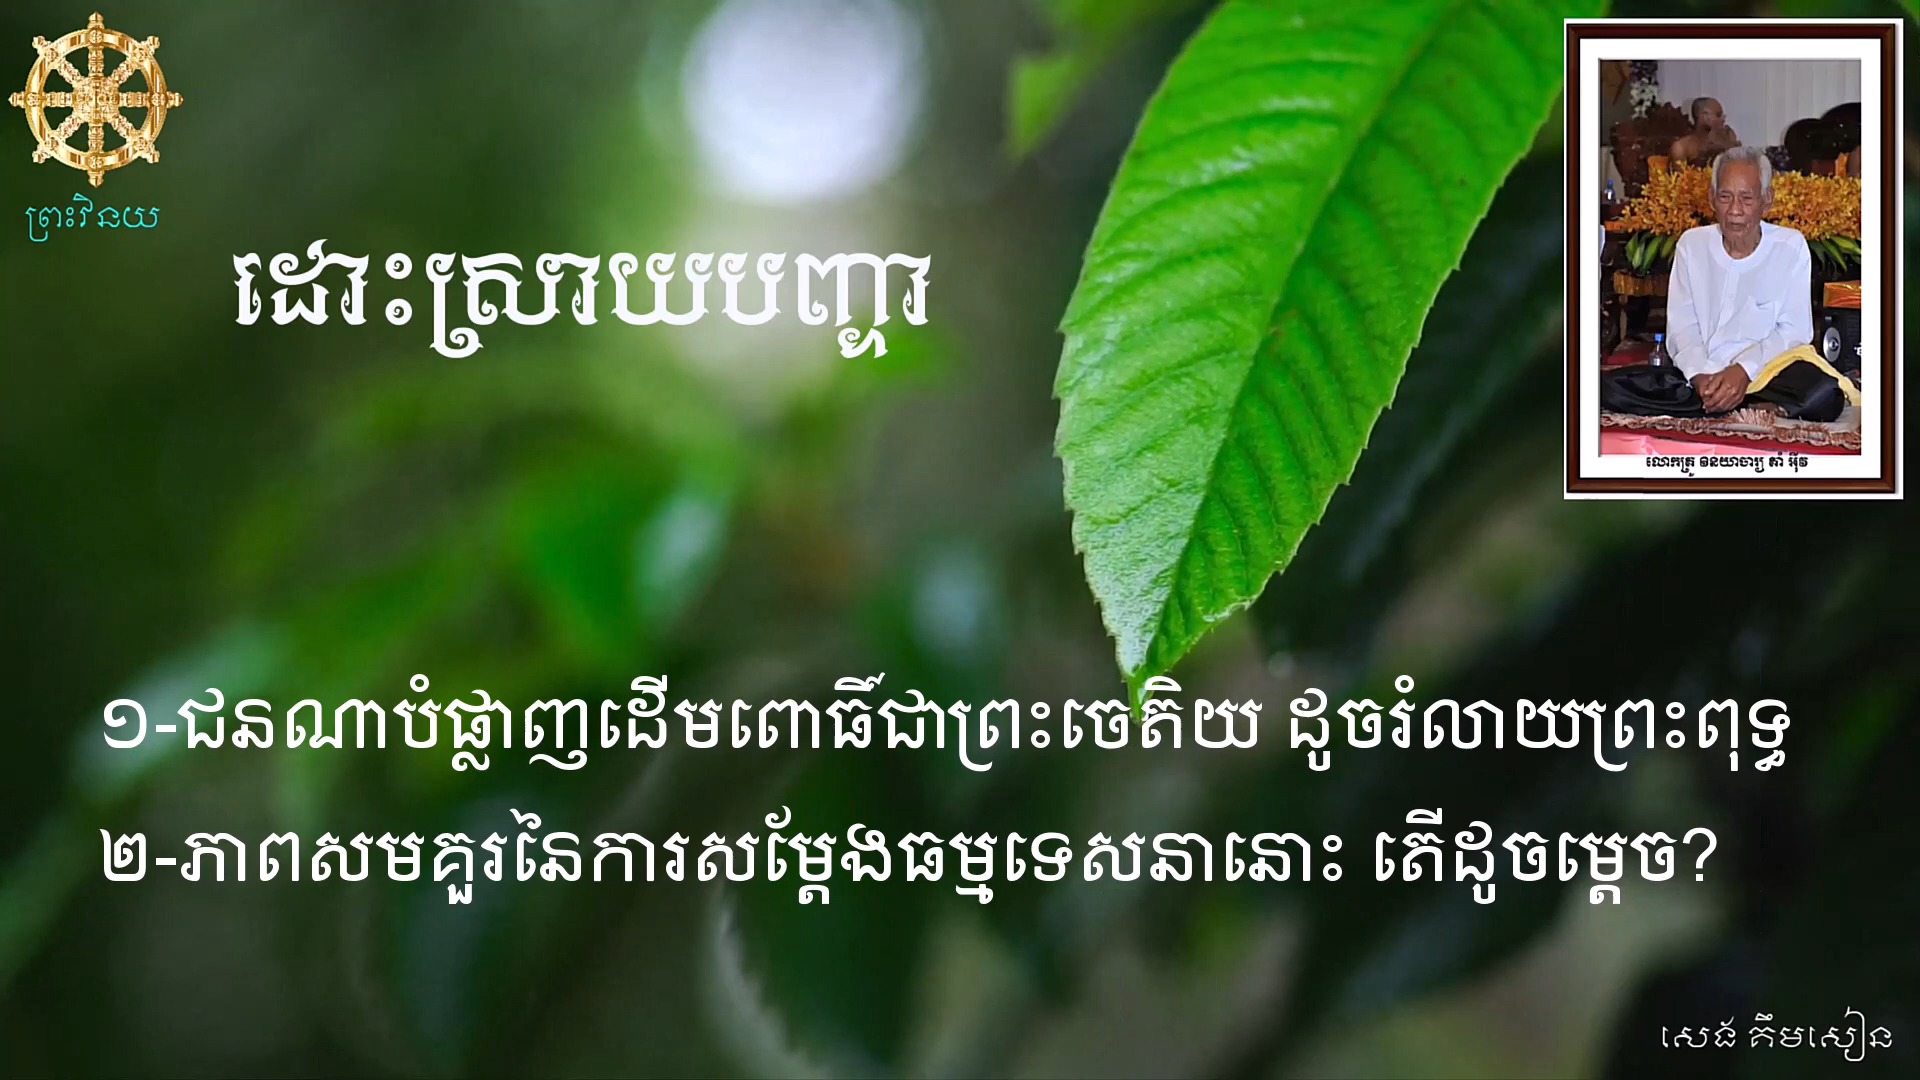 ព្រះវិនយ
ដោះស្រាយបញ្ហា
លោកគ្រូ វិនយាចារ្យ គាំ អ៊ីវ
១-ជនណាបំផ្លាញដើមពោធិ៍ជាព្រះចេតិយ ដូចរំលាយព្រះពុទ្ធ
២-ភាពសមគួរនៃការសម្ដែងធម្មទេសនានោះ តើដូចម្ដេច?
សេង គឹមសៀន